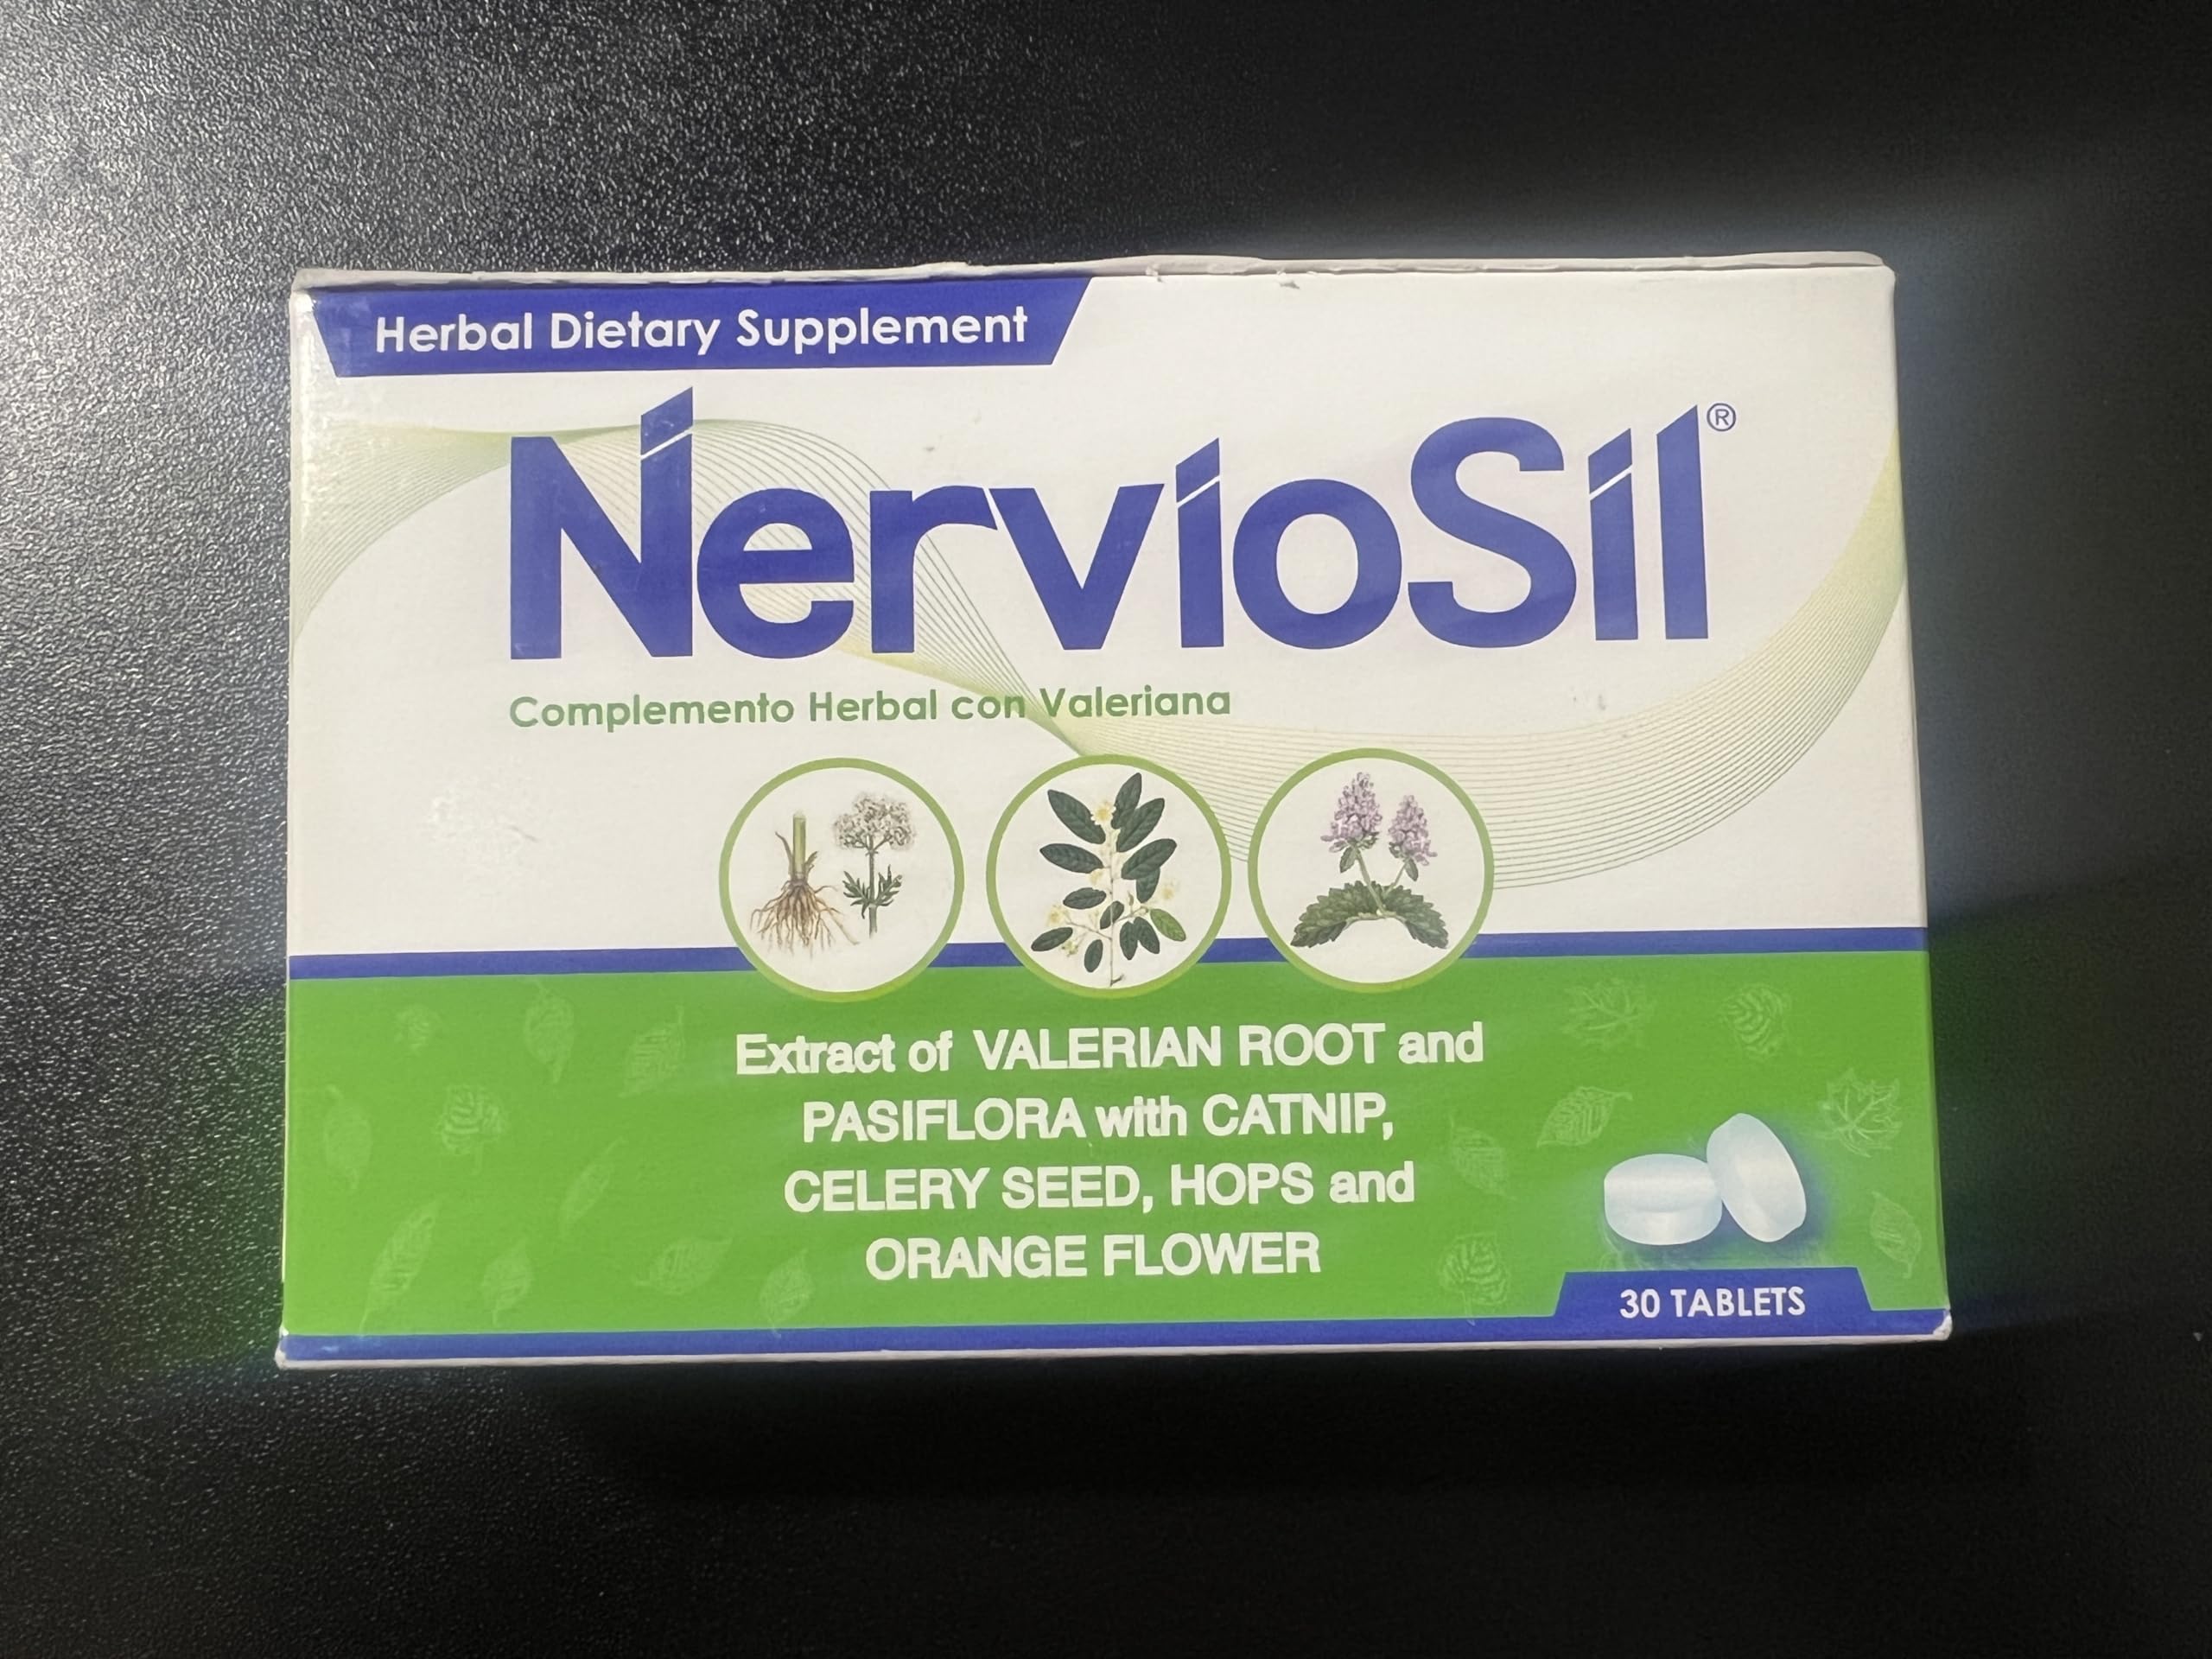 Herbal Dietary Supplement
NervioSil®
Complemento Herbal con Valeriana
Extract of VALERIAN ROOT and
PASIFLORA with CATNIP,
CELERY SEED, HOPS and
ORANGE FLOWER
30 TABLETS